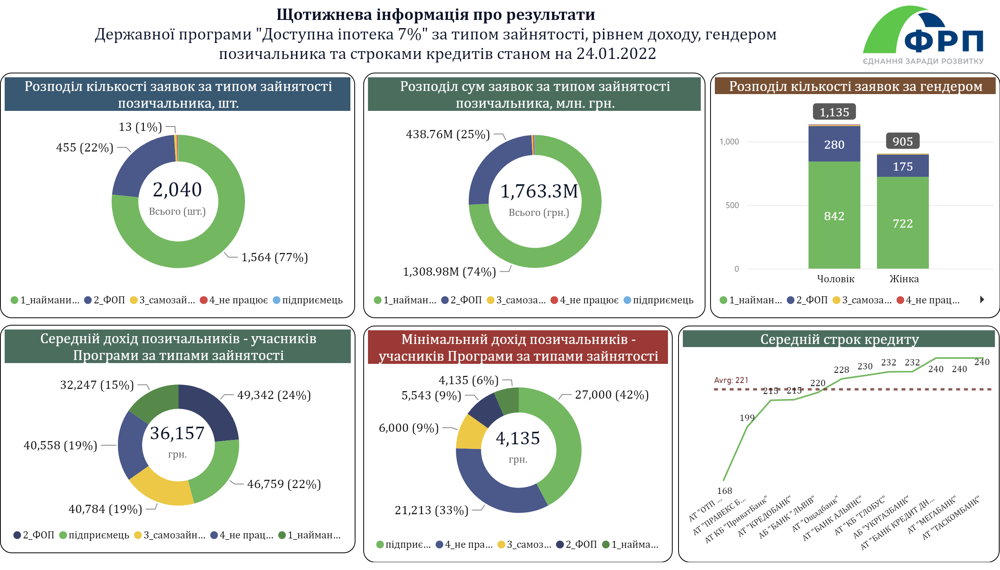 Щотижнева інформація про результати
Державної програми "Доступна іпотека 7%" за типом зайнятості, рівнем доходу, гендером
позичальника та строками кредитів станом на 24.01.2022
ФРП
ЄДНАННЯ ЗАРАДИ РОЗВИТКУ
Розподіл кількості заявок за типом зайнятості
позичальника, шт.
13 (1%)
455 (22%)
2,040
Всього (шт.)
1,564 (77%)
1_наймани... 2_ФОП 3_самозай... 4_не працює підприємець
Розподіл сум заявок за типом зайнятості
позичальника, млн. грн.
438.76M (25%)
1,763.3M
Всього (грн.)
1,308.98M (74%)
1_найман... 2_ФОП 3_самоза... 4_не працює підприємець
Розподіл кількості заявок за гендером
1,135
905
1,000
280
175
500
842
722
0
Чоловік Жінка
1_найман... 2_ФОП 3_самоза... 4_не прац...
Середній дохід позичальників - учасників
Програми за типами зайнятості
32,247 (15%)
49,342 (24%)
36,157
грн.
40,558 (19%)
46,759 (22%)
40,784 (19%)
2_ФОП підприємець 3_самозайн... 4_не прац... 1_найман...
Мінімальний дохід позичальників -
учасників Програми за типами зайнятості
4,135 (6%)
5,543 (9%)
27,000 (42%)
6,000 (9%)
4,135
грн.
21,213 (33%)
підприє... 4_не пра... 3_самоз... 2_ФОП 1_найма...
Середній строк кредиту
Avrg: 221
168
199
215
215
220
228
230
232
232
240
240
240
АТ "ОТП ...
АТ "ПРАВЕКС Б...
АТ КБ "ПриватБанк"
АТ "КРЕДОБАНК"
АБ "БАНК "ЛЬВІВ"
АТ "Ощадбанк"
АТ "БАНК АЛЬЯНС"
АТ "КБ "ГЛОБУС"
АБ "УКРГАЗБАНК"
АТ "БАНК КРЕДИТ ДН...
АТ "МЕГАБАНК"
АТ "ТАСКОМБАНК"